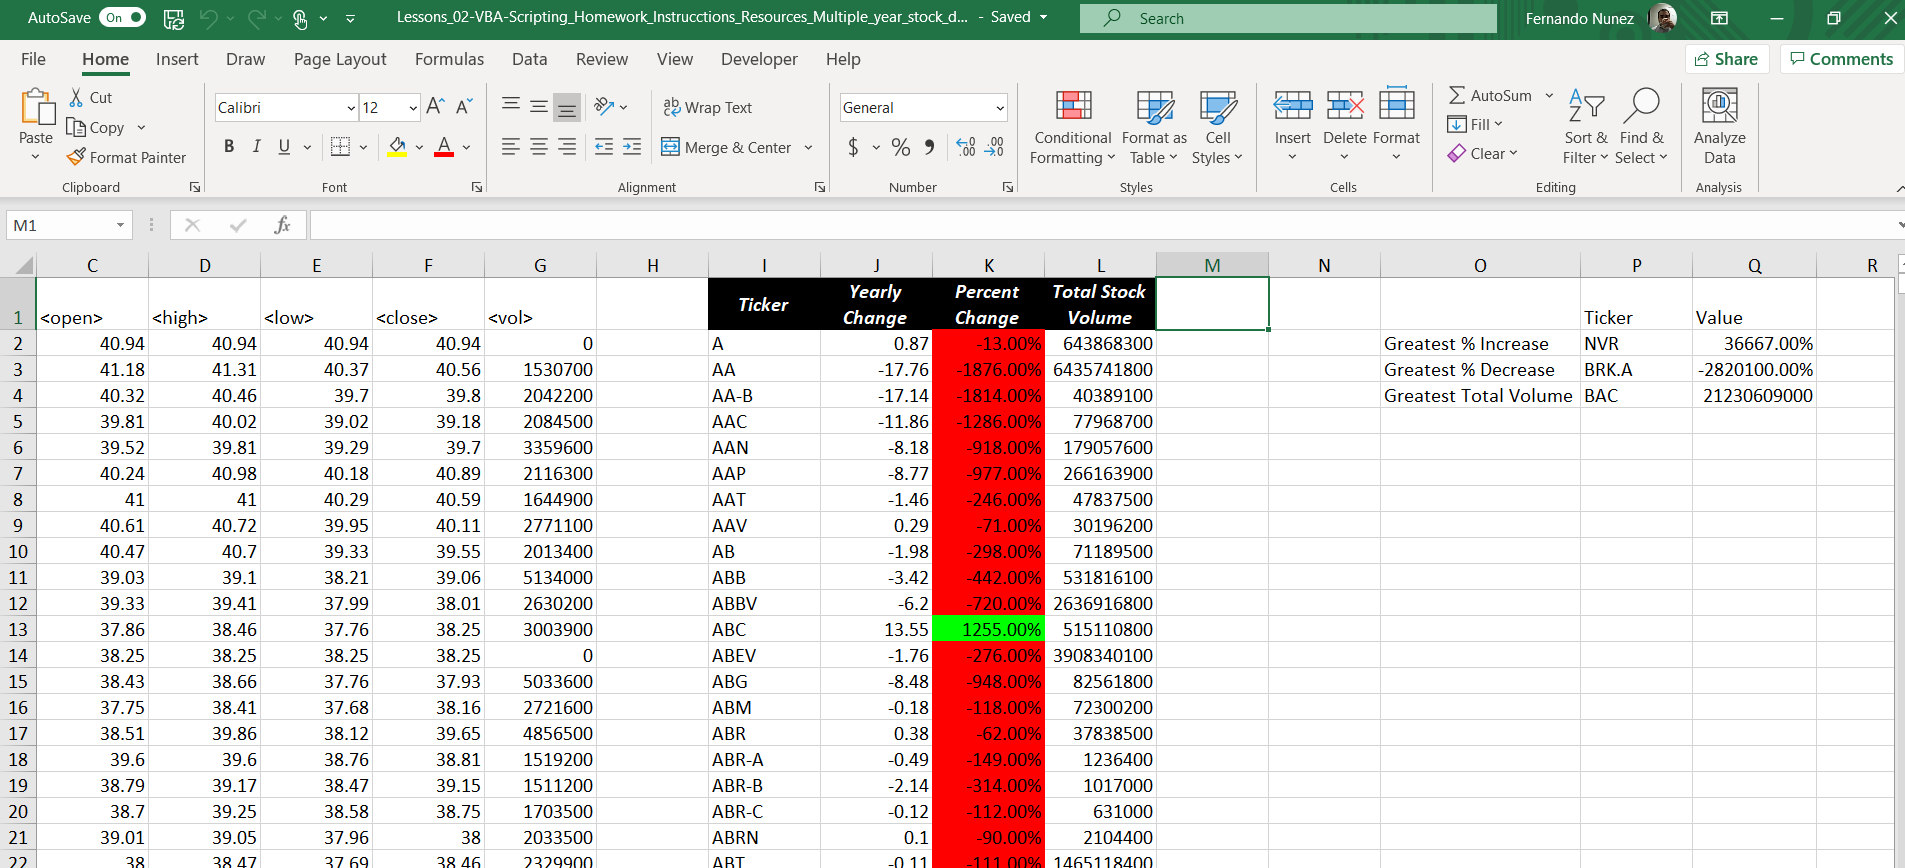 AutoSave On Lessons_02-VBA-Scripting_Homework_Instrucctions_Resources_Multiple_year_stock_d... - Saved Search Fernando Nunez
File Home Insert Draw Page Layout Formulas Data Review View Developer Help Share Comments
Paste
Cut
Copy
Format Painter
Clipboard
Calibri 12 A^ A
B I U A
Font
ab Wrap Text
Merge & Center
Alignment
General
$ % , .00 .00
Number
Conditional Formatting
Format as Table
Cell Styles
Styles
Insert Delete Format
Cells
AutoSum
Fill
Clear
Sort & Filter
Find & Select
Editing
Analyze Data
Analysis
M1 fx
C D E F G H I J K L M N O P Q R
1 <open> <high> <low> <close> <vol> Ticker Yearly Change Percent Change Total Stock Volume Ticker Value
2 40.94 40.94 40.94 40.94 0 A 0.87 -13.00% 643868300 Greatest % Increase NVR 36667.00%
3 41.18 41.31 40.37 40.56 1530700 AA -17.76 -1876.00% 6435741800 Greatest % Decrease BRK.A -2820100.00%
4 40.32 40.46 39.7 39.8 2042200 AA-B -17.14 -1814.00% 40389100 Greatest Total Volume BAC 21230609000
5 39.81 40.02 39.02 39.18 2084500 AAC -11.86 -1286.00% 77968700
6 39.52 39.81 39.29 39.7 3359600 AAN -8.18 -918.00% 179057600
7 40.24 40.98 40.18 40.89 2116300 AAP -8.77 -977.00% 266163900
8 41 41 40.29 40.59 1644900 AAT -1.46 -246.00% 47837500
9 40.61 40.72 39.95 40.11 2771100 AAV 0.29 -71.00% 30196200
10 40.47 40.7 39.33 39.55 2013400 AB -1.98 -298.00% 71189500
11 39.03 39.1 38.21 39.06 5134000 ABB -3.42 -442.00% 531816100
12 39.33 39.41 37.99 38.01 2630200 ABBV -6.2 -720.00% 2636916800
13 37.86 38.46 37.76 38.25 3003900 ABC 13.55 1255.00% 515110800
14 38.25 38.25 38.25 38.25 0 ABEV -1.76 -276.00% 3908340100
15 38.43 38.66 37.76 37.93 5033600 ABG -8.48 -948.00% 82561800
16 37.75 38.41 37.68 38.16 2721600 ABM -0.18 -118.00% 72300200
17 38.51 39.86 38.12 39.65 4856500 ABR 0.38 -62.00% 37838500
18 39.6 39.6 38.76 38.81 1519200 ABR-A -0.49 -149.00% 1236400
19 38.79 39.17 38.47 39.15 1511200 ABR-B -2.14 -314.00% 1017000
20 38.7 39.25 38.58 38.75 1703500 ABR-C -0.12 -112.00% 631000
21 39.01 39.05 37.96 38 2033500 ABRN 0.1 -90.00% 2104400
22 38 38.47 37.69 38.46 2329900 ABT -0.11 -111.00% 1465118400